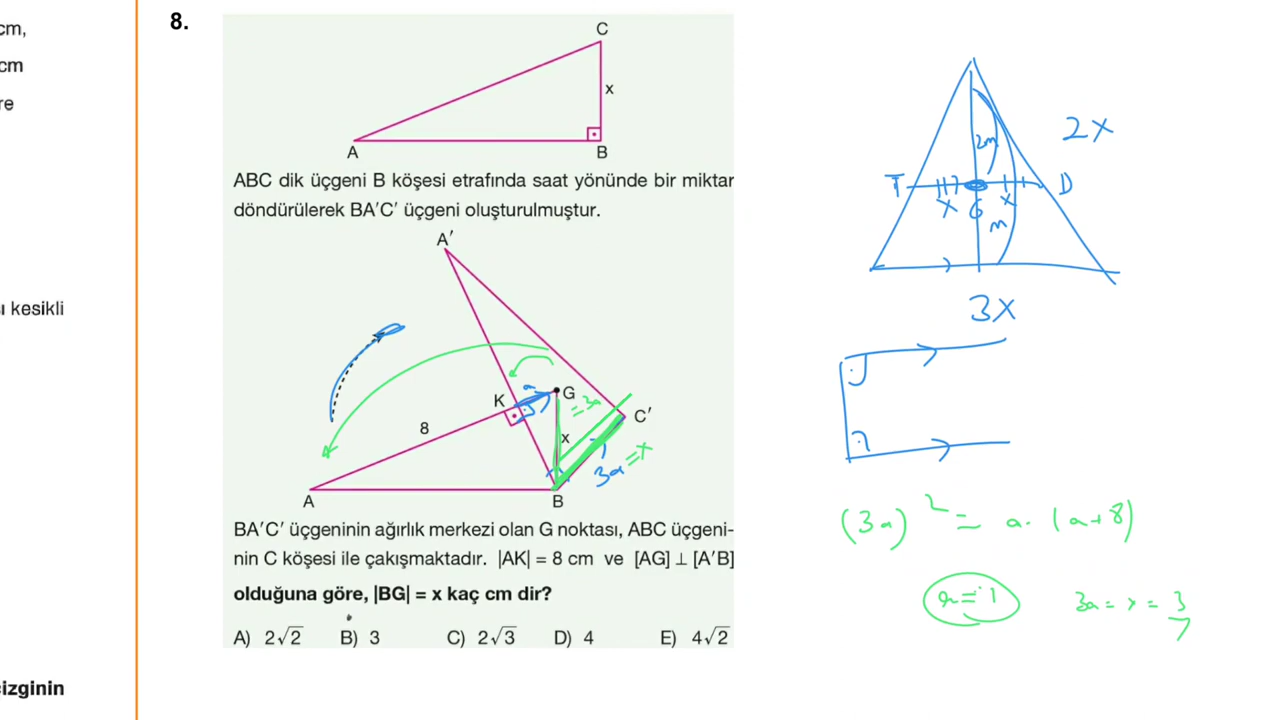 cm,
cm
re
ı kesikli
izginin
8.
C
x
A
B
ABC dik üçgeni B köşesi etrafında saat yönünde bir miktar
döndürülerek BA′C′ üçgeni oluşturulmuştur.
A′
K
a
G
=3a
8
x
C′
3a = x
A
B
BA′C′ üçgeninin ağırlık merkezi olan G noktası, ABC üçgeni-
nin C köşesi ile çakışmaktadır. |AK| = 8 cm ve [AG] ⊥ [A′B]
olduğuna göre, |BG| = x kaç cm dir?
A) 2√2 B) 3 C) 2√3 D) 4 E) 4√2
2x
2m
T
D
x G x
m
3x
(3a)² = a·(a+8)
a=1
3a = x = 3